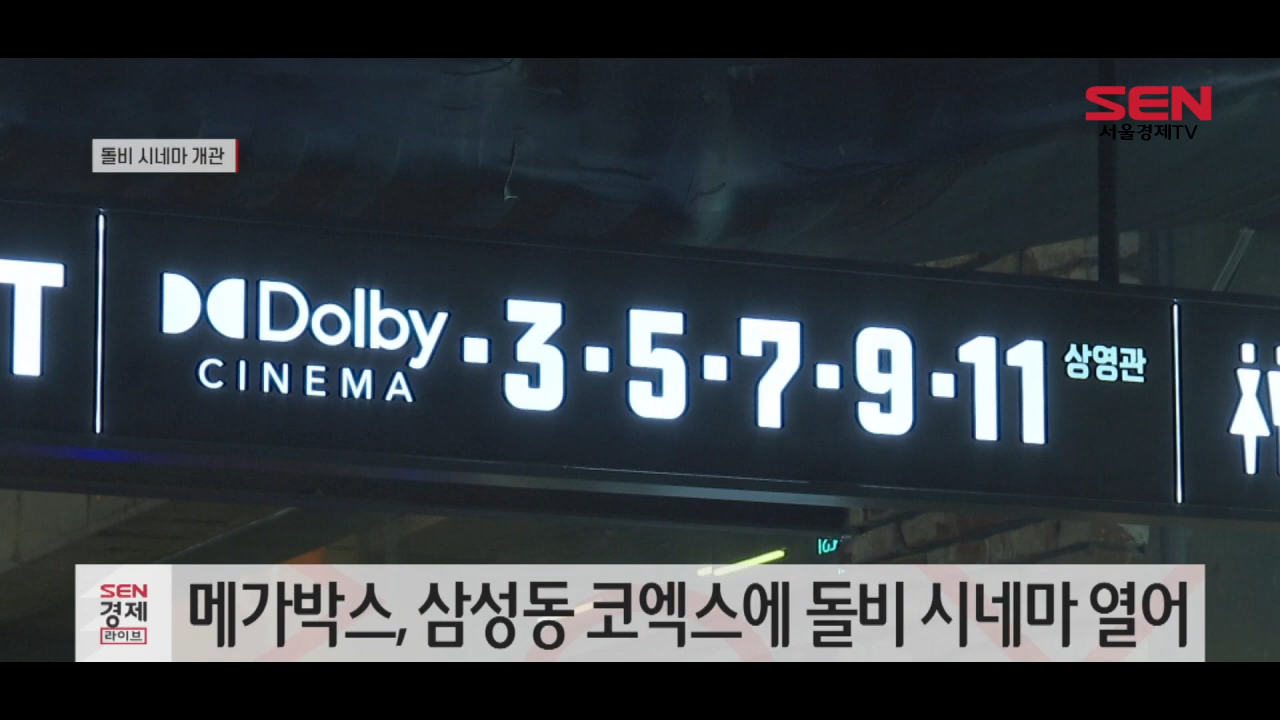 SEN
서울경제TV
돌비 시네마 개관
T
Dolby
CINEMA
·3·5·7·9·11 상영관
SEN
경제
라이브
메가박스, 삼성동 코엑스에 돌비 시네마 열어